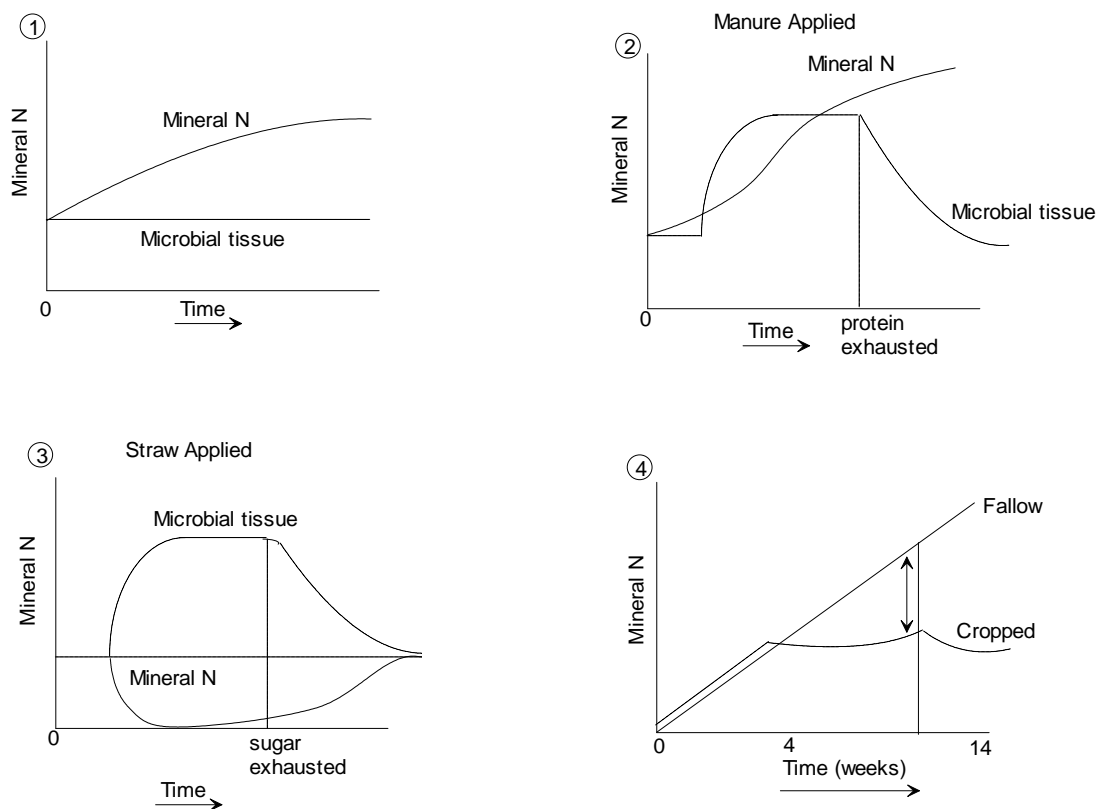 1
Mineral N
Mineral N
Microbial tissue
0
Time
Manure Applied
2
Mineral N
Mineral N
Microbial tissue
0
Time
protein
exhausted
Straw Applied
3
Microbial tissue
Mineral N
Mineral N
0
sugar
exhausted
Time
4
Fallow
Mineral N
Cropped
0
4
14
Time (weeks)